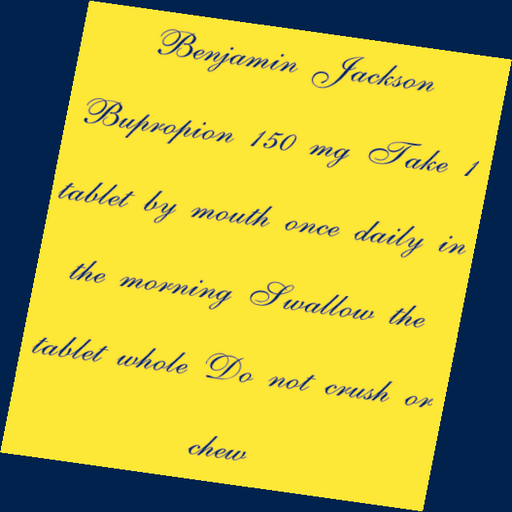 Benjamin Jackson
Bupropion 150 mg Take 1
tablet by mouth once daily in
the morning Swallow the
tablet whole Do not crush or
chew